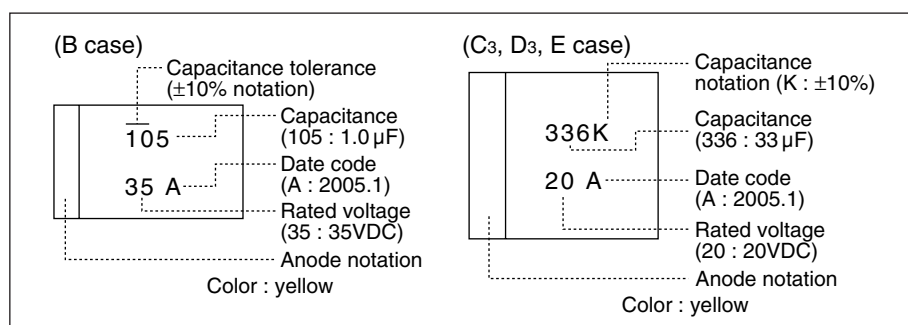 (B case)
Capacitance tolerance
(±10% notation)
105
Capacitance
(105 : 1.0 µF)
35 A
Date code
(A : 2005.1)
Rated voltage
(35 : 35VDC)
Anode notation
Color : yellow
(C3, D3, E case)
Capacitance
notation (K : ±10%)
336K
Capacitance
(336 : 33 µF)
20 A
Date code
(A : 2005.1)
Rated voltage
(20 : 20VDC)
Anode notation
Color : yellow